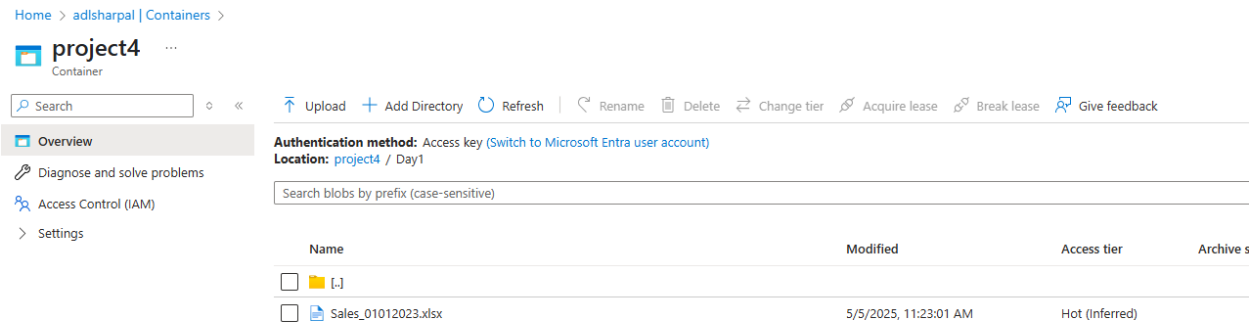 Home > adlsharpal | Containers >
project4 ...
Container
Search
Overview
Diagnose and solve problems
Access Control (IAM)
Settings
Upload Add Directory Refresh Rename Delete Change tier Acquire lease Break lease Give feedback
Authentication method: Access key (Switch to Microsoft Entra user account)
Location: project4 / Day1
Search blobs by prefix (case-sensitive)
Name Modified Access tier Archive s
[..]
Sales_01012023.xlsx 5/5/2025, 11:23:01 AM Hot (Inferred)